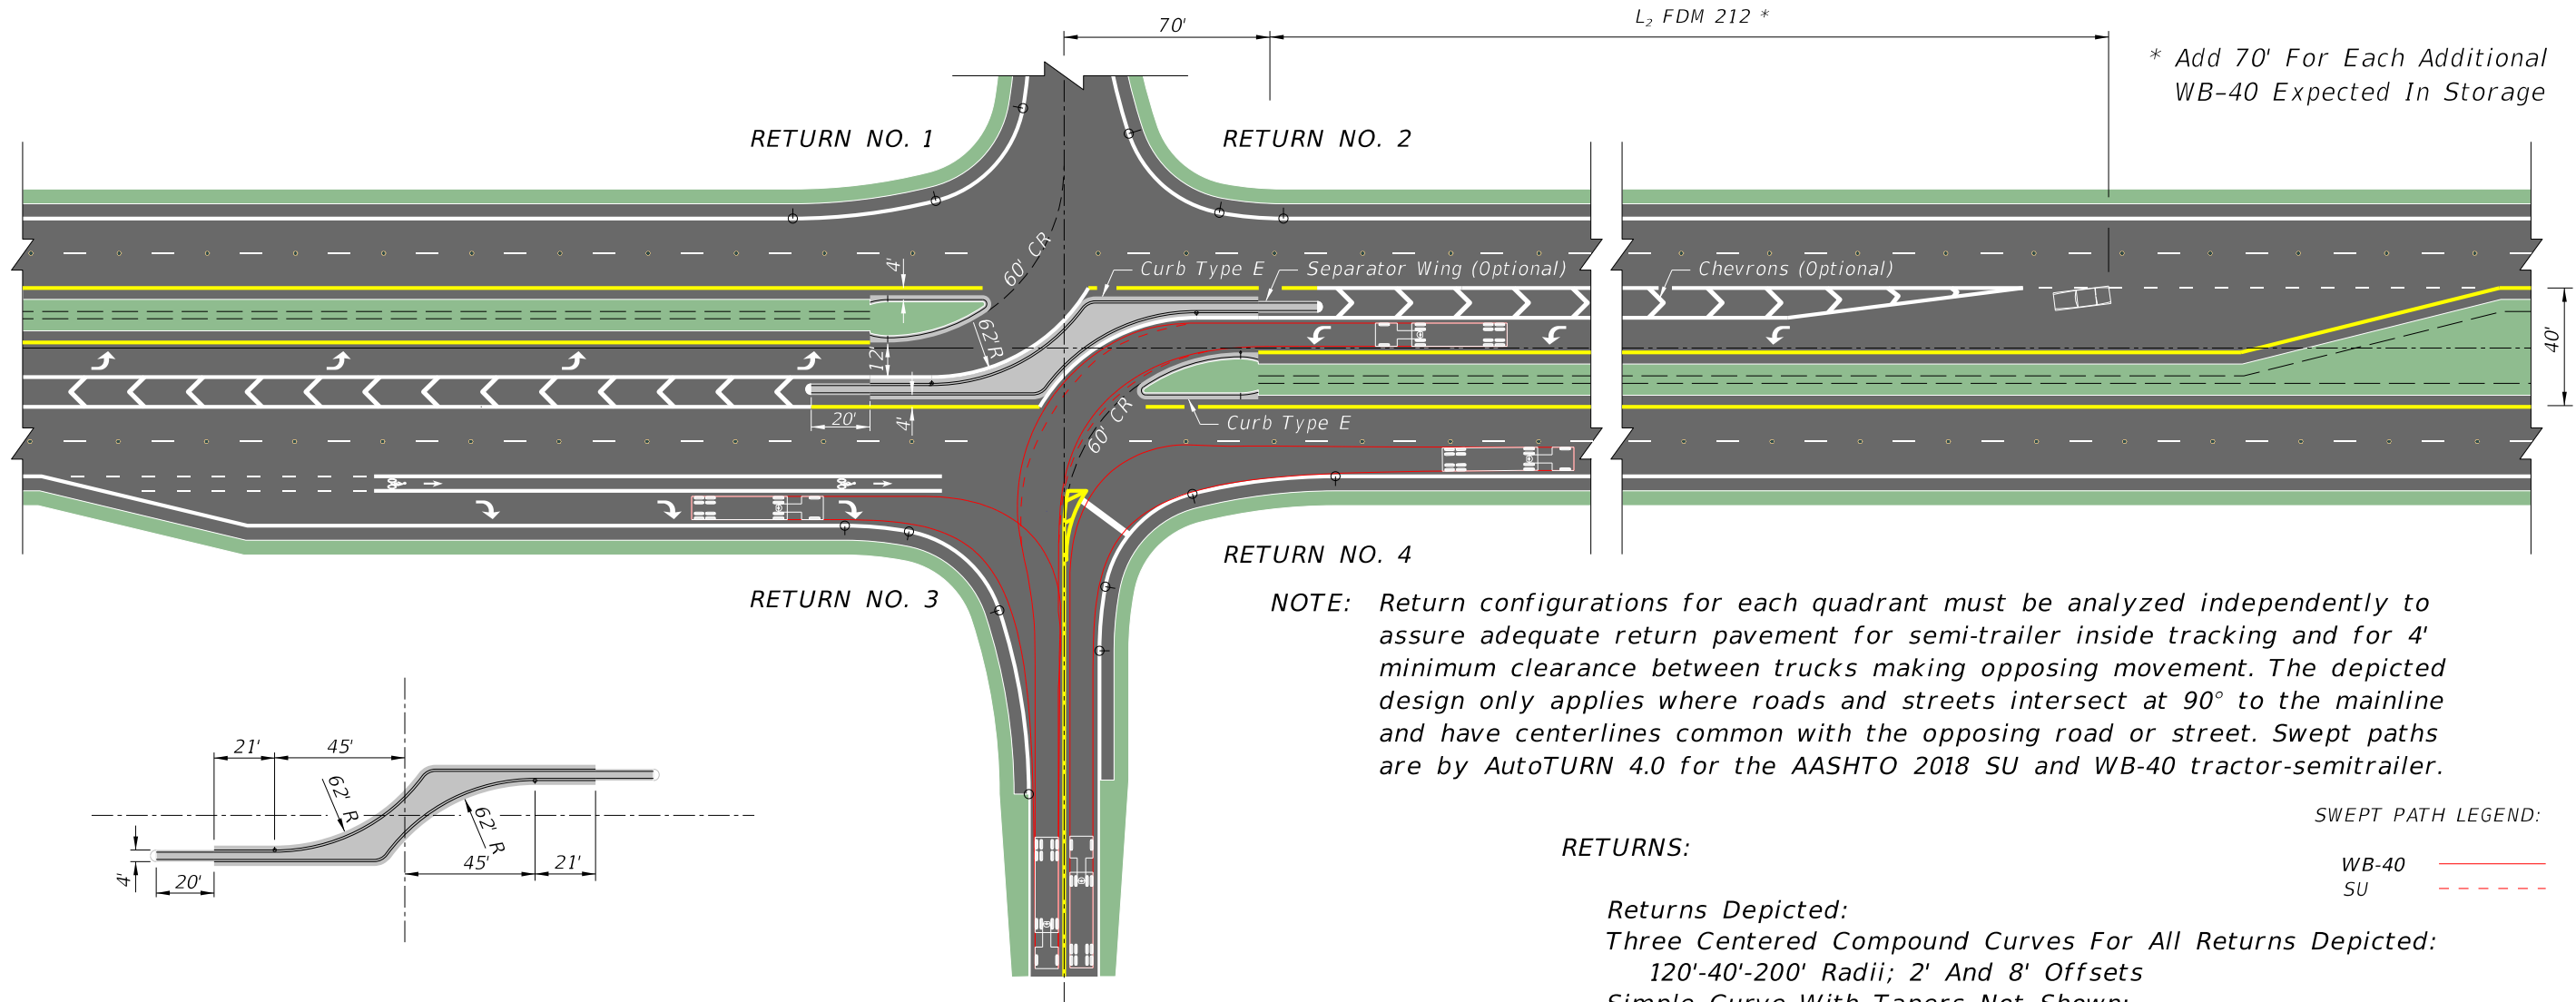 70'
L₂ FDM 212 *
* Add 70' For Each Additional
WB-40 Expected In Storage
RETURN NO. 1
RETURN NO. 2
60' CR
4'
Curb Type E
Separator Wing (Optional)
Chevrons (Optional)
62' R
12'
40'
20'
4'
60' CR
Curb Type E
RETURN NO. 3
RETURN NO. 4
NOTE: Return configurations for each quadrant must be analyzed independently to
assure adequate return pavement for semi-trailer inside tracking and for 4'
minimum clearance between trucks making opposing movement. The depicted
design only applies where roads and streets intersect at 90° to the mainline
and have centerlines common with the opposing road or street. Swept paths
are by AutoTURN 4.0 for the AASHTO 2018 SU and WB-40 tractor-semitrailer.
21'
45'
62' R
62' R
4'
20'
45'
21'
SWEPT PATH LEGEND:
WB-40
SU
RETURNS:
Returns Depicted:
Three Centered Compound Curves For All Returns Depicted:
120'-40'-200' Radii; 2' And 8' Offsets
Simple Curve With Tapers Not Shown: